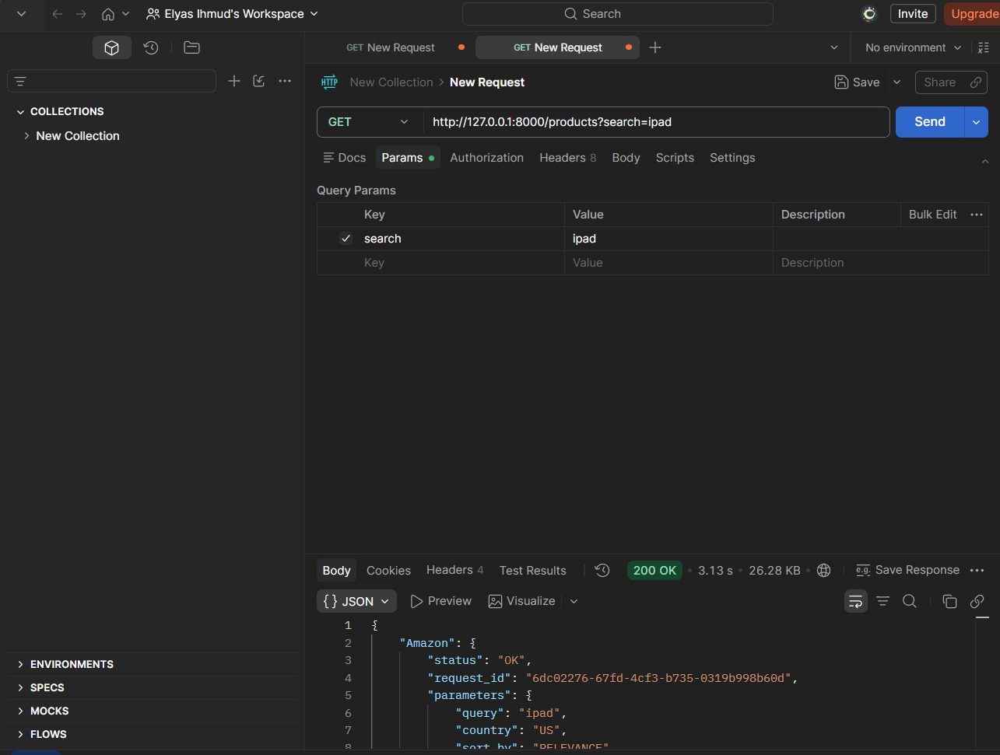 Elyas Ihmud's Workspace
Search
Invite
Upgrade
GET New Request
GET New Request
No environment
HTTP New Collection > New Request
Save
Share
COLLECTIONS
New Collection
GET
http://127.0.0.1:8000/products?search=ipad
Send
Docs
Params
Authorization
Headers 8
Body
Scripts
Settings
Query Params
Key Value Description Bulk Edit
search ipad
Key Value Description
ENVIRONMENTS
SPECS
MOCKS
FLOWS
Body Cookies Headers 4 Test Results
200 OK • 3.13 s • 26.28 KB •
e.g. Save Response
{} JSON
Preview
Visualize
1 {
2 "Amazon": {
3 "status": "OK",
4 "request_id": "6dc02276-67fd-4cf3-b735-0319b998b60d",
5 "parameters": {
6 "query": "ipad",
7 "country": "US",
8 "sort_by": "RELEVANCE"